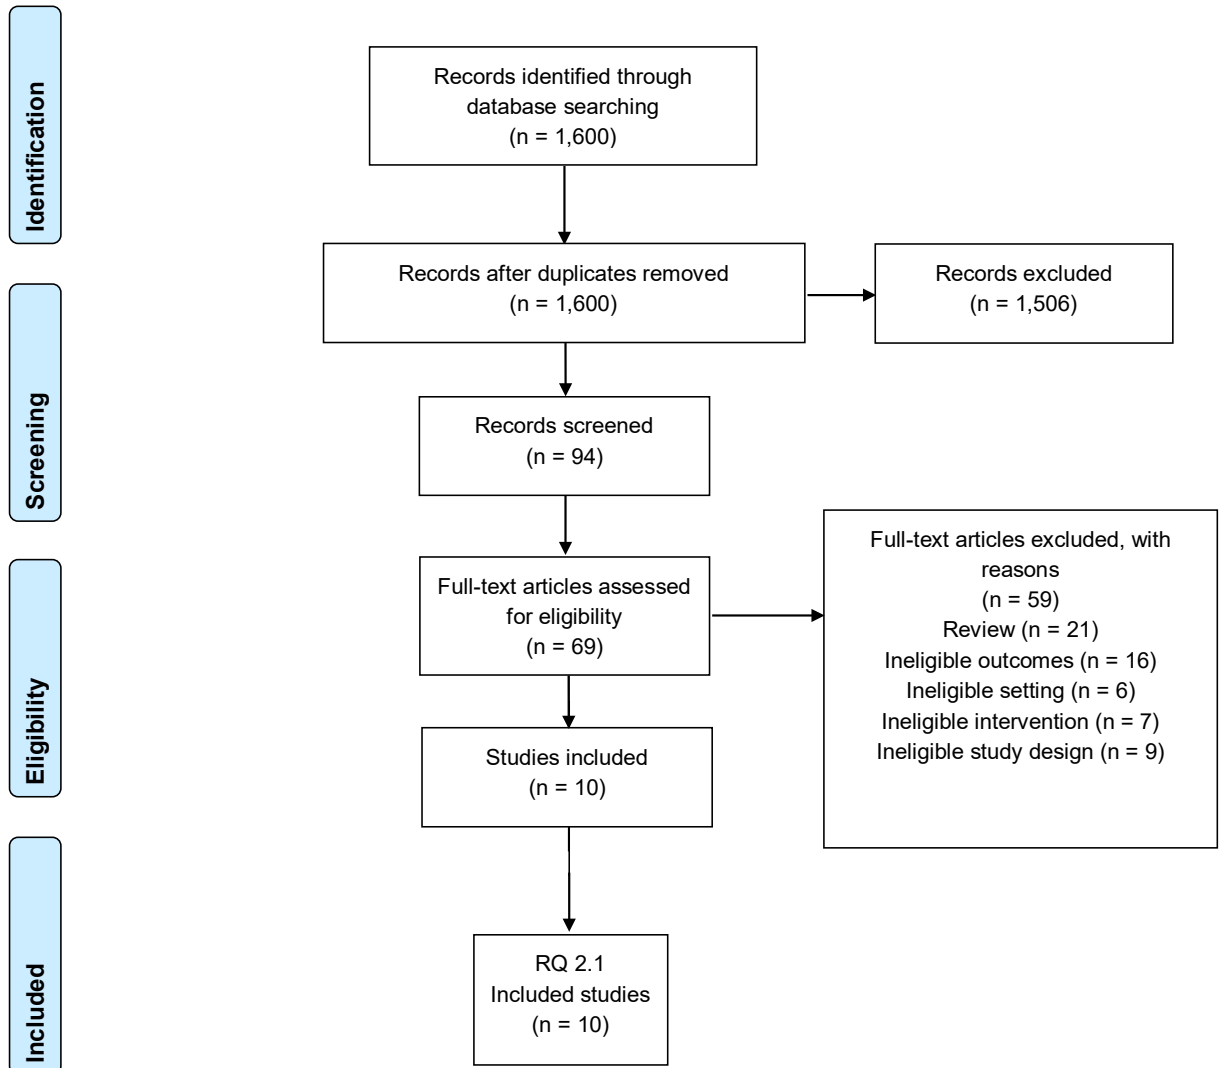 Identification
Records identified through
database searching
(n = 1,600)
Records after duplicates removed
(n = 1,600)
Records excluded
(n = 1,506)
Screening
Records screened
(n = 94)
Eligibility
Full-text articles assessed
for eligibility
(n = 69)
Full-text articles excluded, with
reasons
(n = 59)
Review (n = 21)
Ineligible outcomes (n = 16)
Ineligible setting (n = 6)
Ineligible intervention (n = 7)
Ineligible study design (n = 9)
Studies included
(n = 10)
Included
RQ 2.1
Included studies
(n = 10)